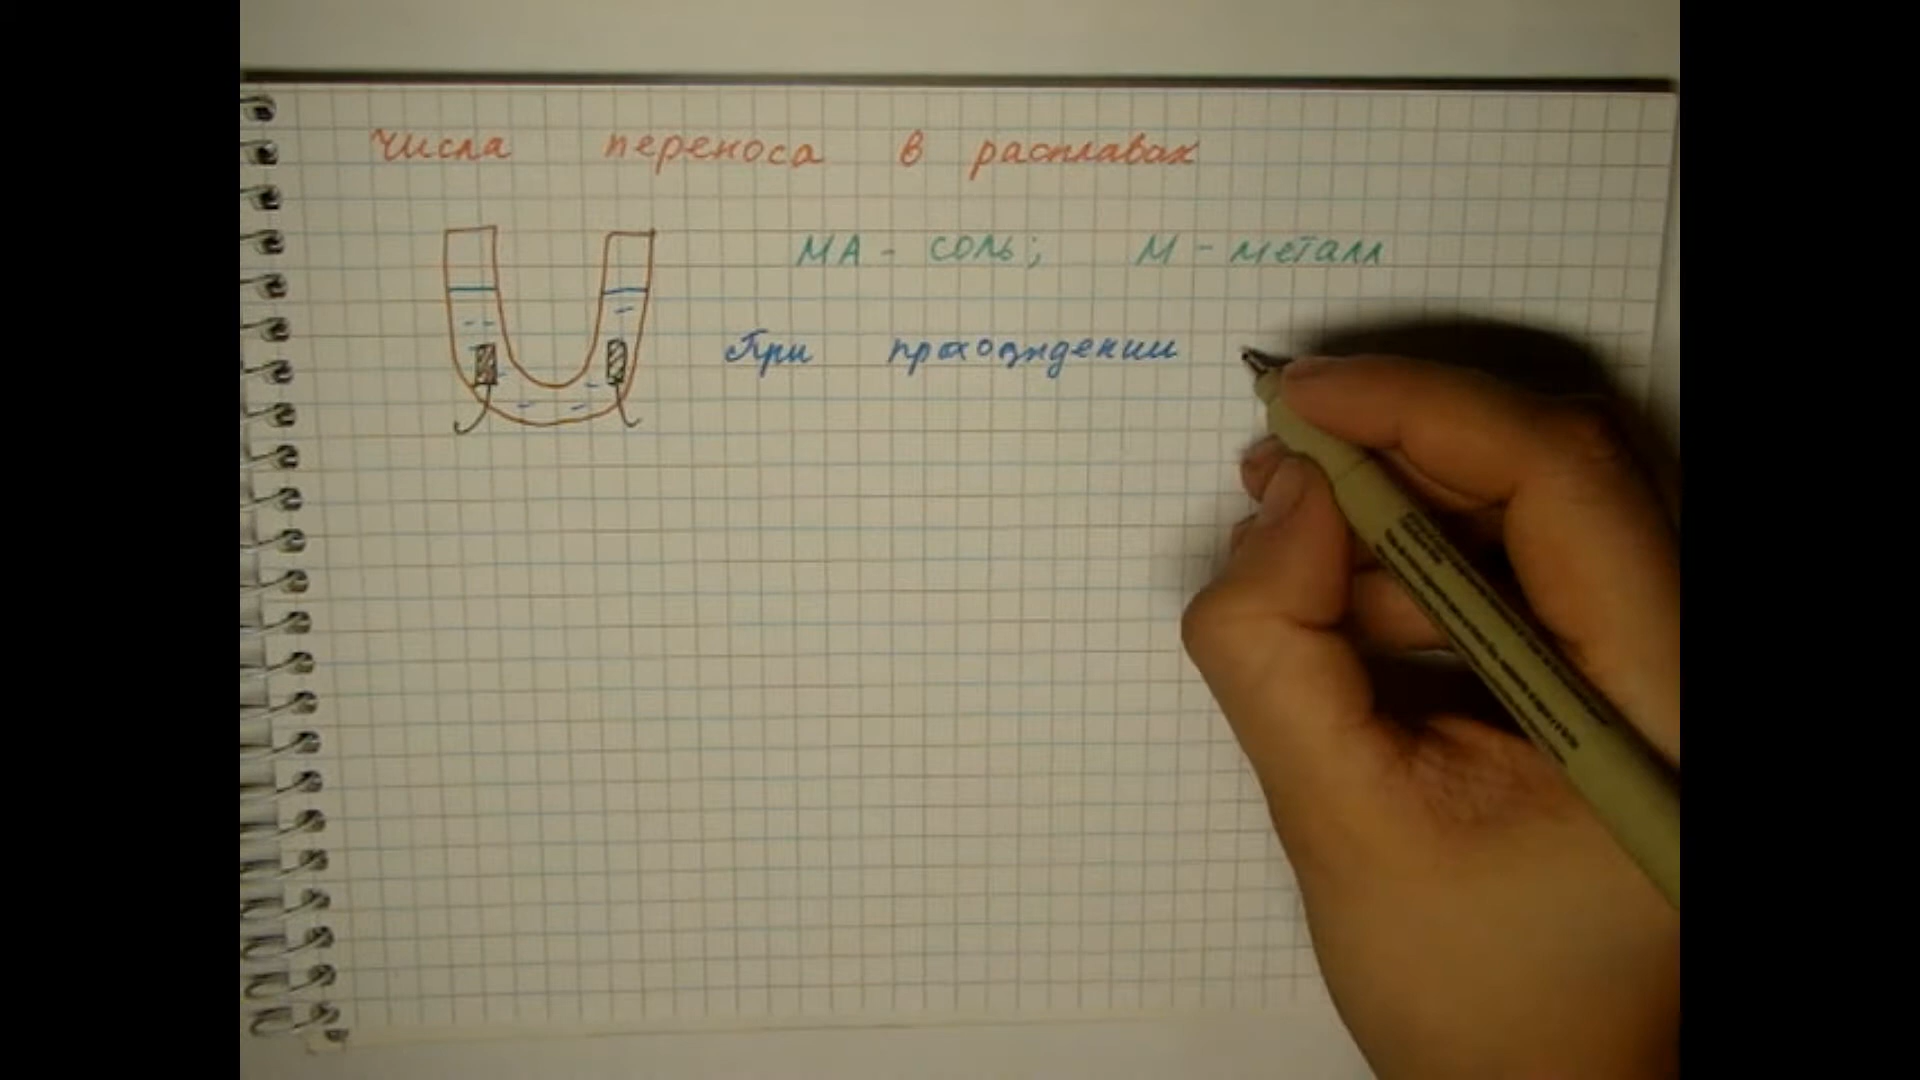 Числа переноса в расплавах
МА - соль; М - металл
При прохождении